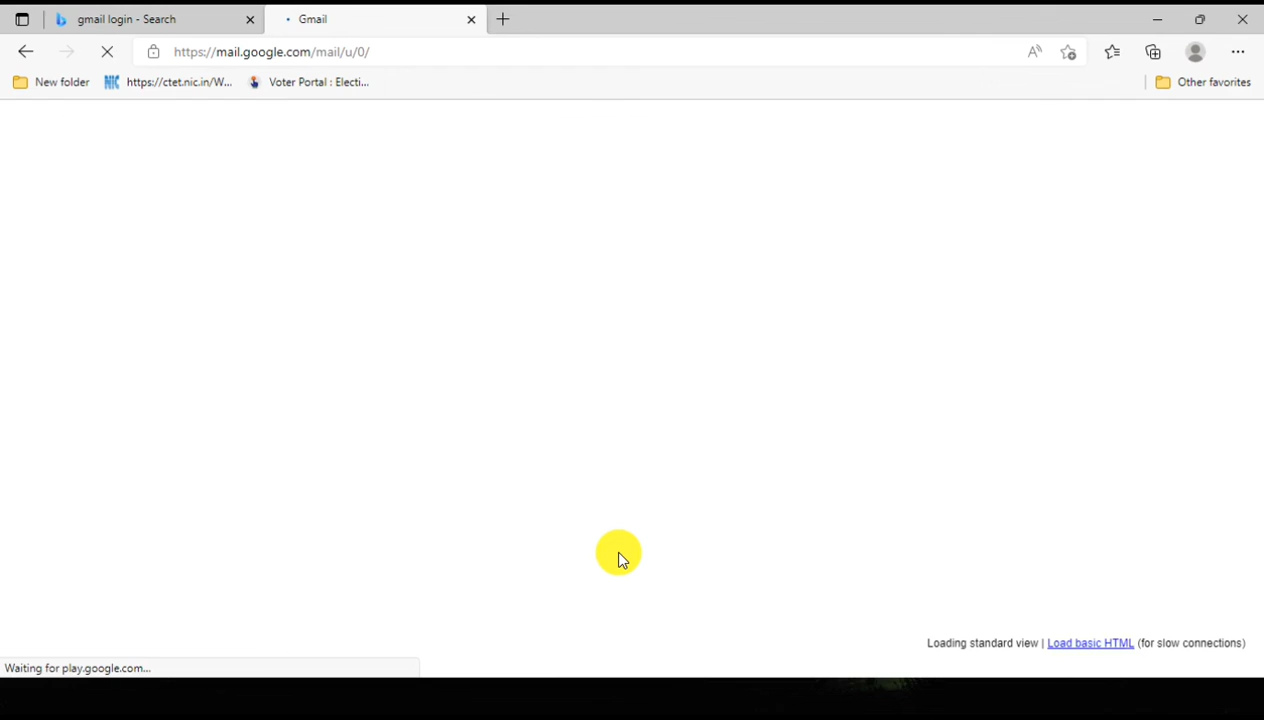 gmail login - Search
Gmail
https://mail.google.com/mail/u/0/
New folder
NIC
https://ctet.nic.in/W...
Voter Portal : Electi...
Other favorites
Loading standard view | Load basic HTML (for slow connections)
Waiting for play.google.com...